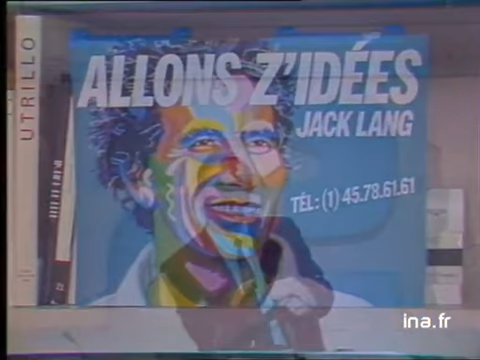 UTRILLO
ALLONS Z'IDÉES
JACK LANG
TÉL: (1) 45.78.61.61
ina.fr